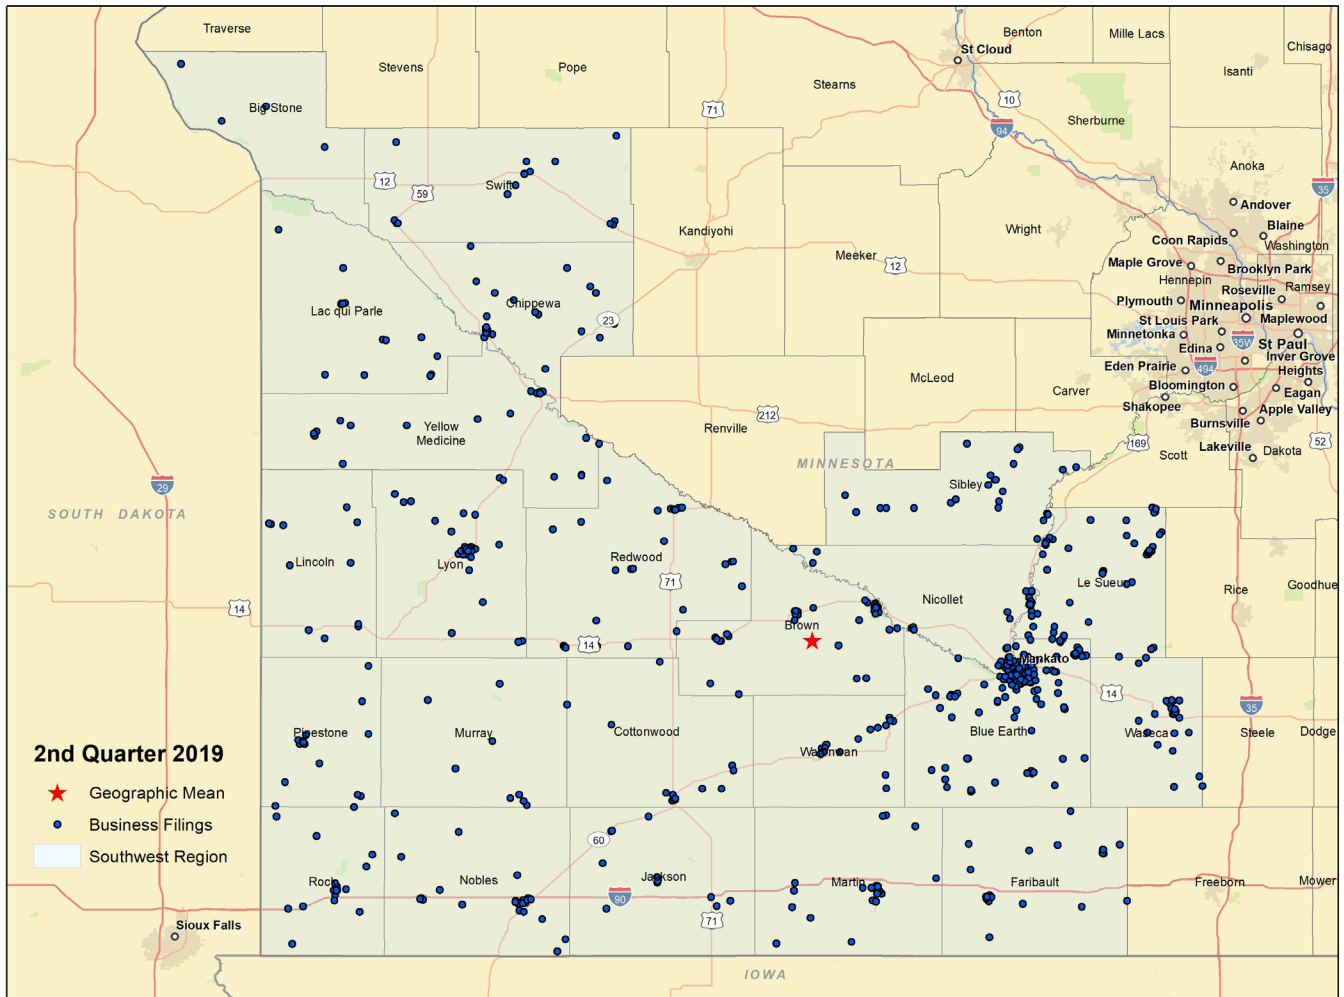 Traverse
Stevens
Pope
Stearns
St Cloud
Benton
Mille Lacs
Chisago
Isanti
Sherburne
71
10
94
Big Stone
Anoka
12
59
Swift
35
Andover
Blaine
Coon Rapids
Washington
Kandiyohi
Wright
Meeker
12
Maple Grove
Brooklyn Park
Hennepin
Roseville
Ramsey
Plymouth
Minneapolis
Lac qui Parle
Chippewa
23
St Louis Park
Maplewood
Minnetonka
35W
St Paul
Edina
Inver Grove
Heights
Eden Prairie
494
McLeod
Carver
Bloomington
Eagan
Shakopee
Apple Valley
Burnsville
212
Renville
Yellow
Medicine
169
52
Lakeville
Dakota
Scott
MINNESOTA
29
Sibley
SOUTH DAKOTA
Lincoln
Lyon
Redwood
71
Le Sueur
Rice
Goodhue
14
Nicollet
Brown
14
Mankato
14
35
Pipestone
Murray
Cottonwood
Watonwan
Blue Earth
Waseca
Steele
Dodge
2nd Quarter 2019
Geographic Mean
Business Filings
Southwest Region
60
Rock
Nobles
Jackson
90
Martin
Faribault
Freeborn
Mower
71
Sioux Falls
IOWA